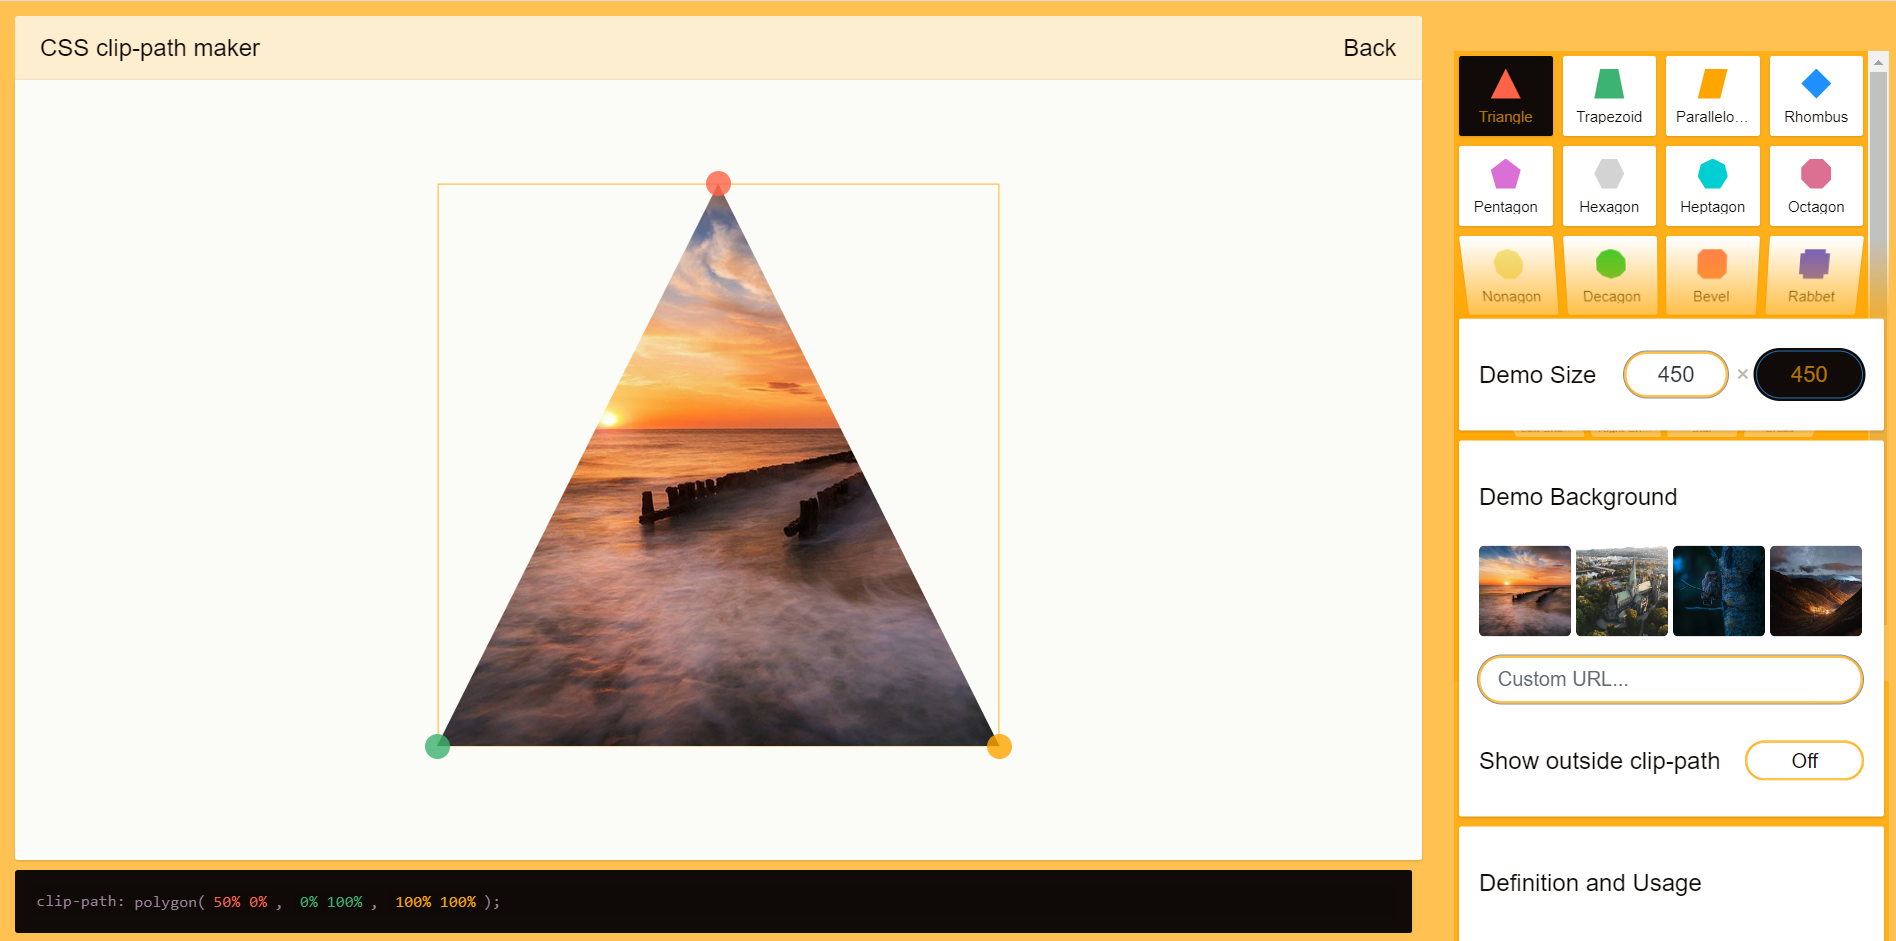 CSS clip-path maker
Back
Triangle
Trapezoid
Parallelo...
Rhombus
Pentagon
Hexagon
Heptagon
Octagon
Nonagon
Decagon
Bevel
Rabbet
Demo Size
450 × 450
Demo Background
Custom URL...
Show outside clip-path
Off
Definition and Usage
clip-path: polygon( 50% 0% , 0% 100% , 100% 100% );